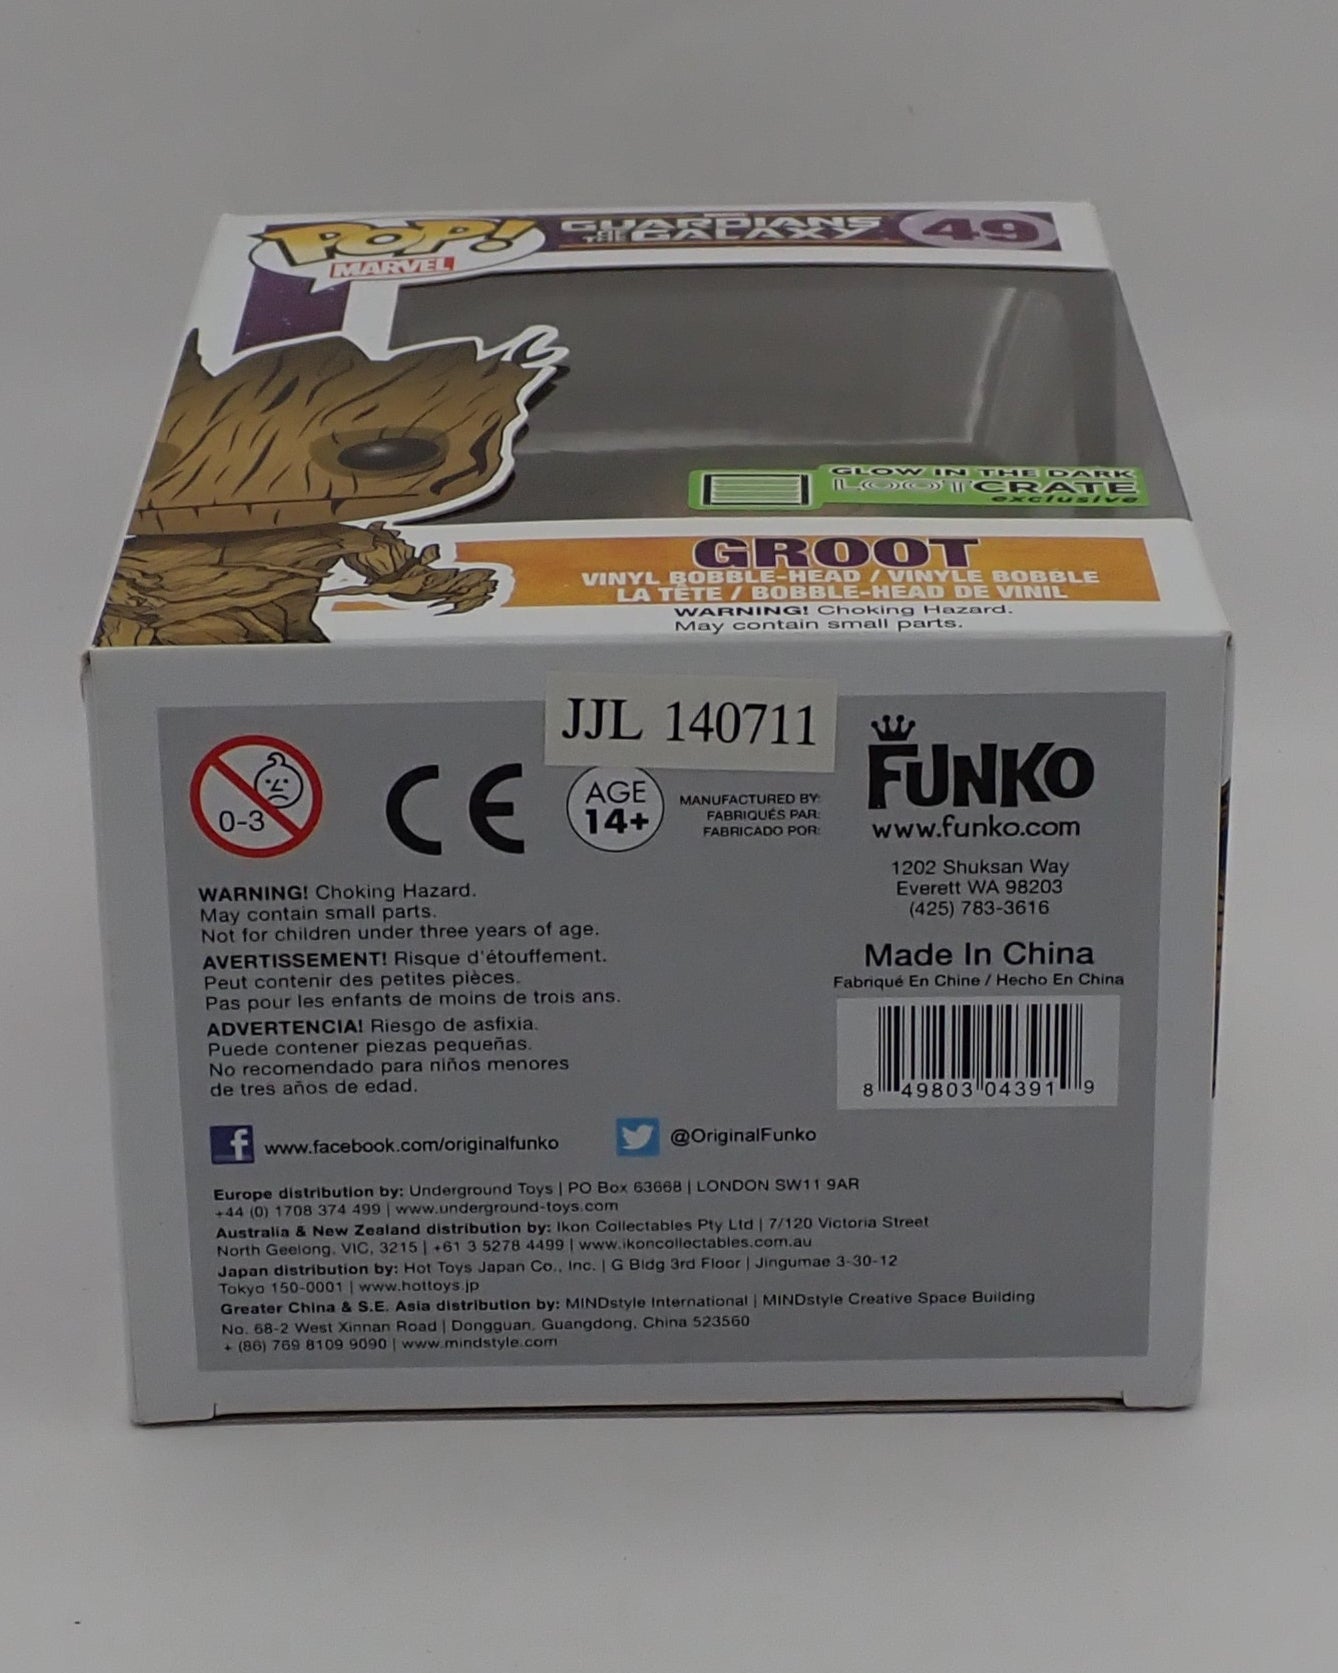 POP!
MARVEL
GUARDIANS
OF THE GALAXY
49
GLOW IN THE DARK
LOOTCRATE
exclusive
GROOT
VINYL BOBBLE-HEAD / VINYLE BOBBLE
LA TÊTE / BOBBLE-HEAD DE VINIL
WARNING! Choking Hazard.
May contain small parts.
JJL 140711
0-3
CE
AGE
14+
MANUFACTURED BY:
FABRIQUÉS PAR:
FABRICADO POR:
FUNKO
www.funko.com
1202 Shuksan Way
Everett WA 98203
(425) 783-3616
Made In China
Fabriqué En Chine / Hecho En China
8 49803 04391 9
WARNING! Choking Hazard.
May contain small parts.
Not for children under three years of age.
AVERTISSEMENT! Risque d'étouffement.
Peut contenir des petites pièces.
Pas pour les enfants de moins de trois ans.
ADVERTENCIA! Riesgo de asfixia.
Puede contener piezas pequeñas.
No recomendado para niños menores
de tres años de edad.
f www.facebook.com/originalfunko
@OriginalFunko
Europe distribution by: Underground Toys | PO Box 63668 | LONDON SW11 9AR
+44 (0) 1708 374 499 | www.underground-toys.com
Australia & New Zealand distribution by: Ikon Collectables Pty Ltd | 7/120 Victoria Street
North Geelong, VIC, 3215 | +61 3 5278 4499 | www.ikoncollectables.com.au
Japan distribution by: Hot Toys Japan Co., Inc. | G Bldg 3rd Floor | Jingumae 3-30-12
Tokyo 150-0001 | www.hottoys.jp
Greater China & S.E. Asia distribution by: MINDstyle International | MINDstyle Creative Space Building
No. 68-2 West Xinnan Road | Dongguan, Guangdong, China 523560
+ (86) 769 8109 9090 | www.mindstyle.com